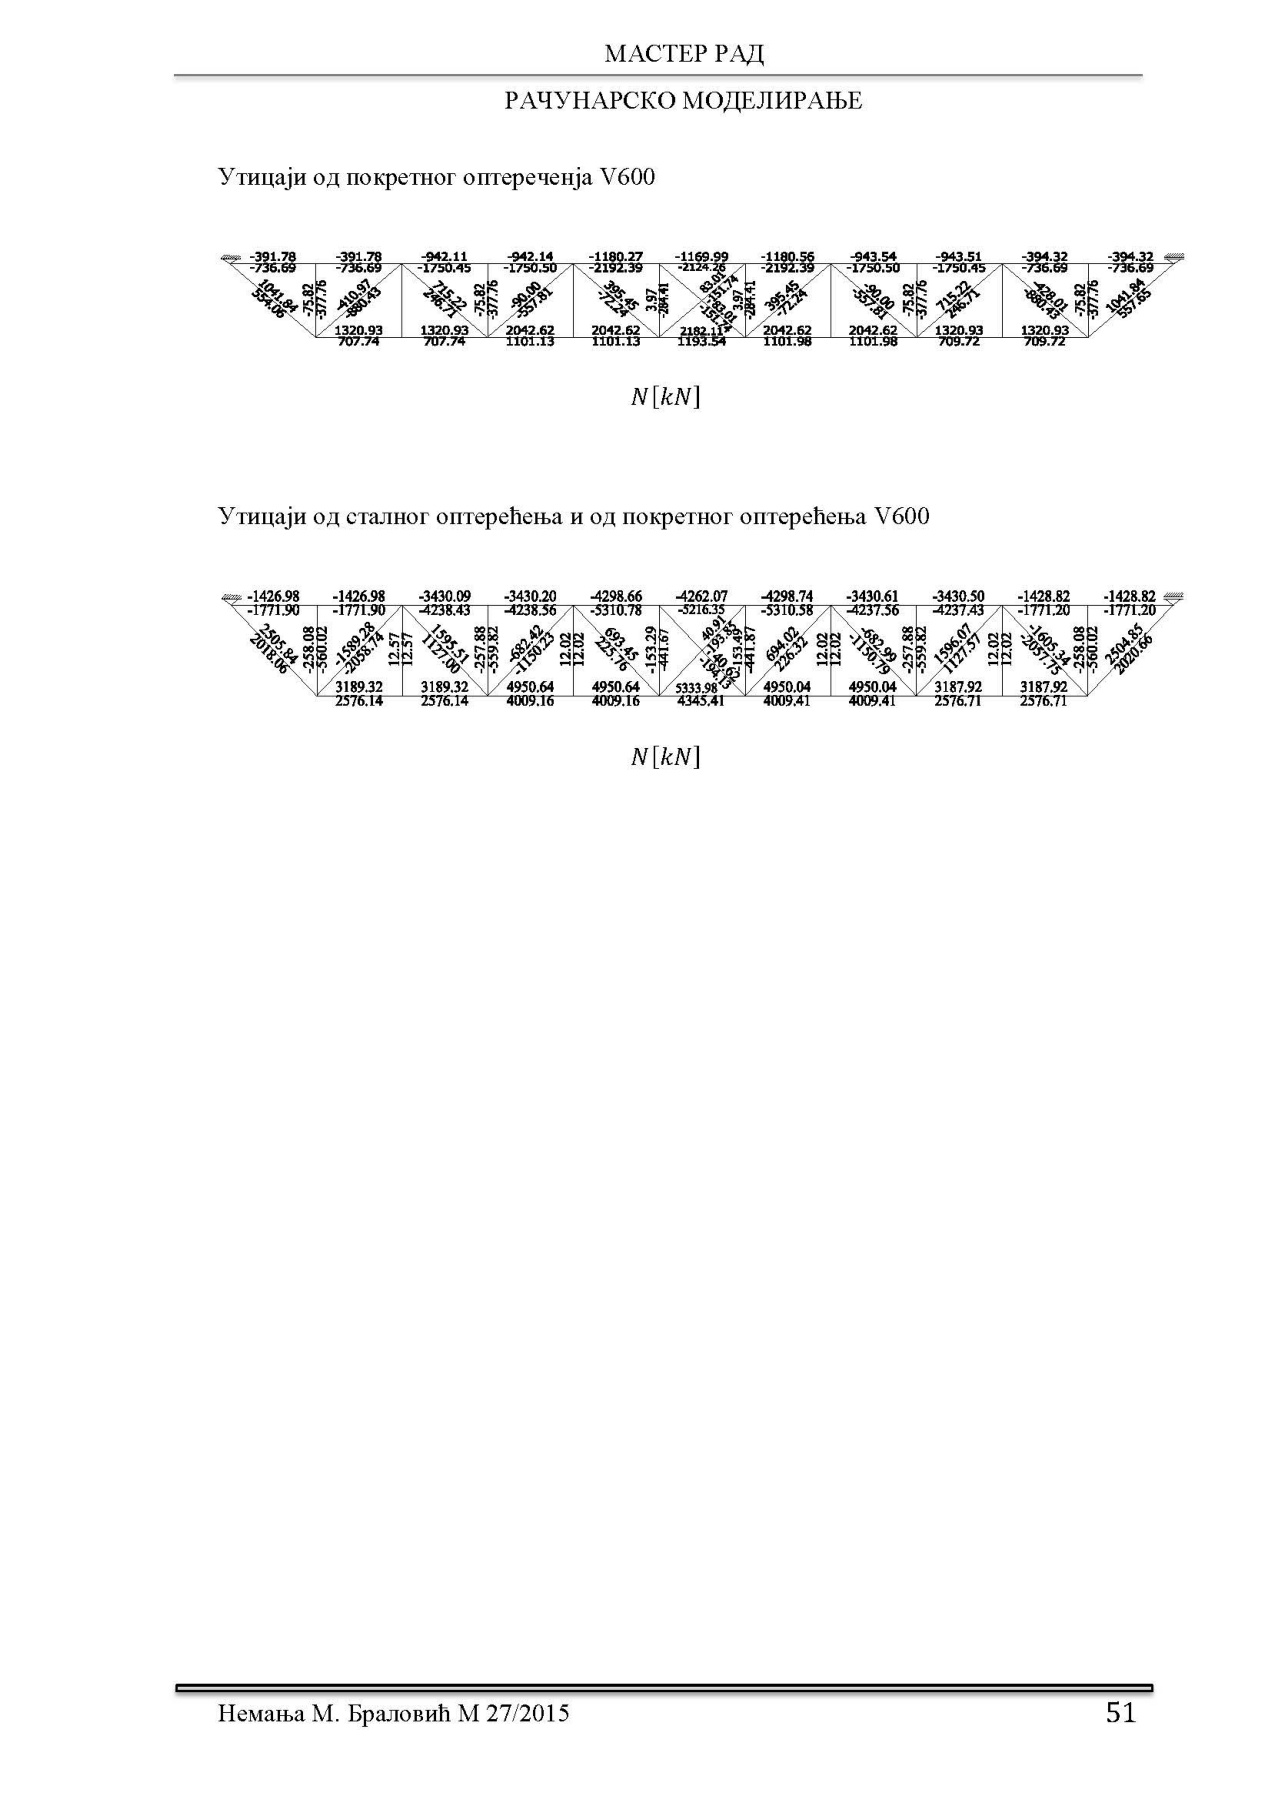 МАСТЕР РАД
РАЧУНАРСКО МОДЕЛИРАЊЕ
Утицаји од покретног оптереченја V600
-391.78 -391.78 -942.11 -942.14 -1180.27 -1169.99 -1180.56 -943.54 -943.51 -394.32 -394.32
-736.69 -736.69 -1750.45 -1750.50 -2192.39 -2124.26 -2192.39 -1750.50 -1750.45 -736.69 -736.69
1041.84 -75.82 -410.97 715.22 -75.82 -90.00 395.45 3.97 83.01 3.97 395.45 -90.00 -75.82 715.22 -428.01 -75.82 1041.84
554.06 -377.76 -880.43 246.71 -377.76 -557.81 -72.24 -284.41 -151.74 -284.41 -72.24 -557.81 -377.76 246.71 -880.43 -377.76 557.65
83.01
-151.74
1320.93 1320.93 2042.62 2042.62 2182.11 2042.62 2042.62 1320.93 1320.93
707.74 707.74 1101.13 1101.13 1193.54 1101.98 1101.98 709.72 709.72
N[kN]
Утицаји од сталног оптерећења и од покретног оптерећења V600
-1426.98 -1426.98 -3430.09 -3430.20 -4298.66 -4262.07 -4298.74 -3430.61 -3430.50 -1428.82 -1428.82
-1771.90 -1771.90 -4238.43 -4238.56 -5310.78 -5216.35 -5310.58 -4237.56 -4237.43 -1771.20 -1771.20
2505.84 -258.08 -1589.28 12.57 1595.51 -257.88 -682.42 12.02 693.45 -153.29 40.91 -153.49 694.02 12.02 -682.99 -257.88 1596.07 12.02 -1605.34 -258.08 2504.85
2018.06 -560.02 -2058.74 12.57 1127.00 -559.82 -1150.23 12.02 225.76 -441.67 -193.85 -441.87 226.32 12.02 -1150.79 -559.82 1127.57 12.02 -2057.75 -560.02 2020.66
40.63
-194.13
3189.32 3189.32 4950.64 4950.64 5333.98 4950.04 4950.04 3187.92 3187.92
2576.14 2576.14 4009.16 4009.16 4345.41 4009.41 4009.41 2576.71 2576.71
N[kN]
Немања М. Браловић М 27/2015
51